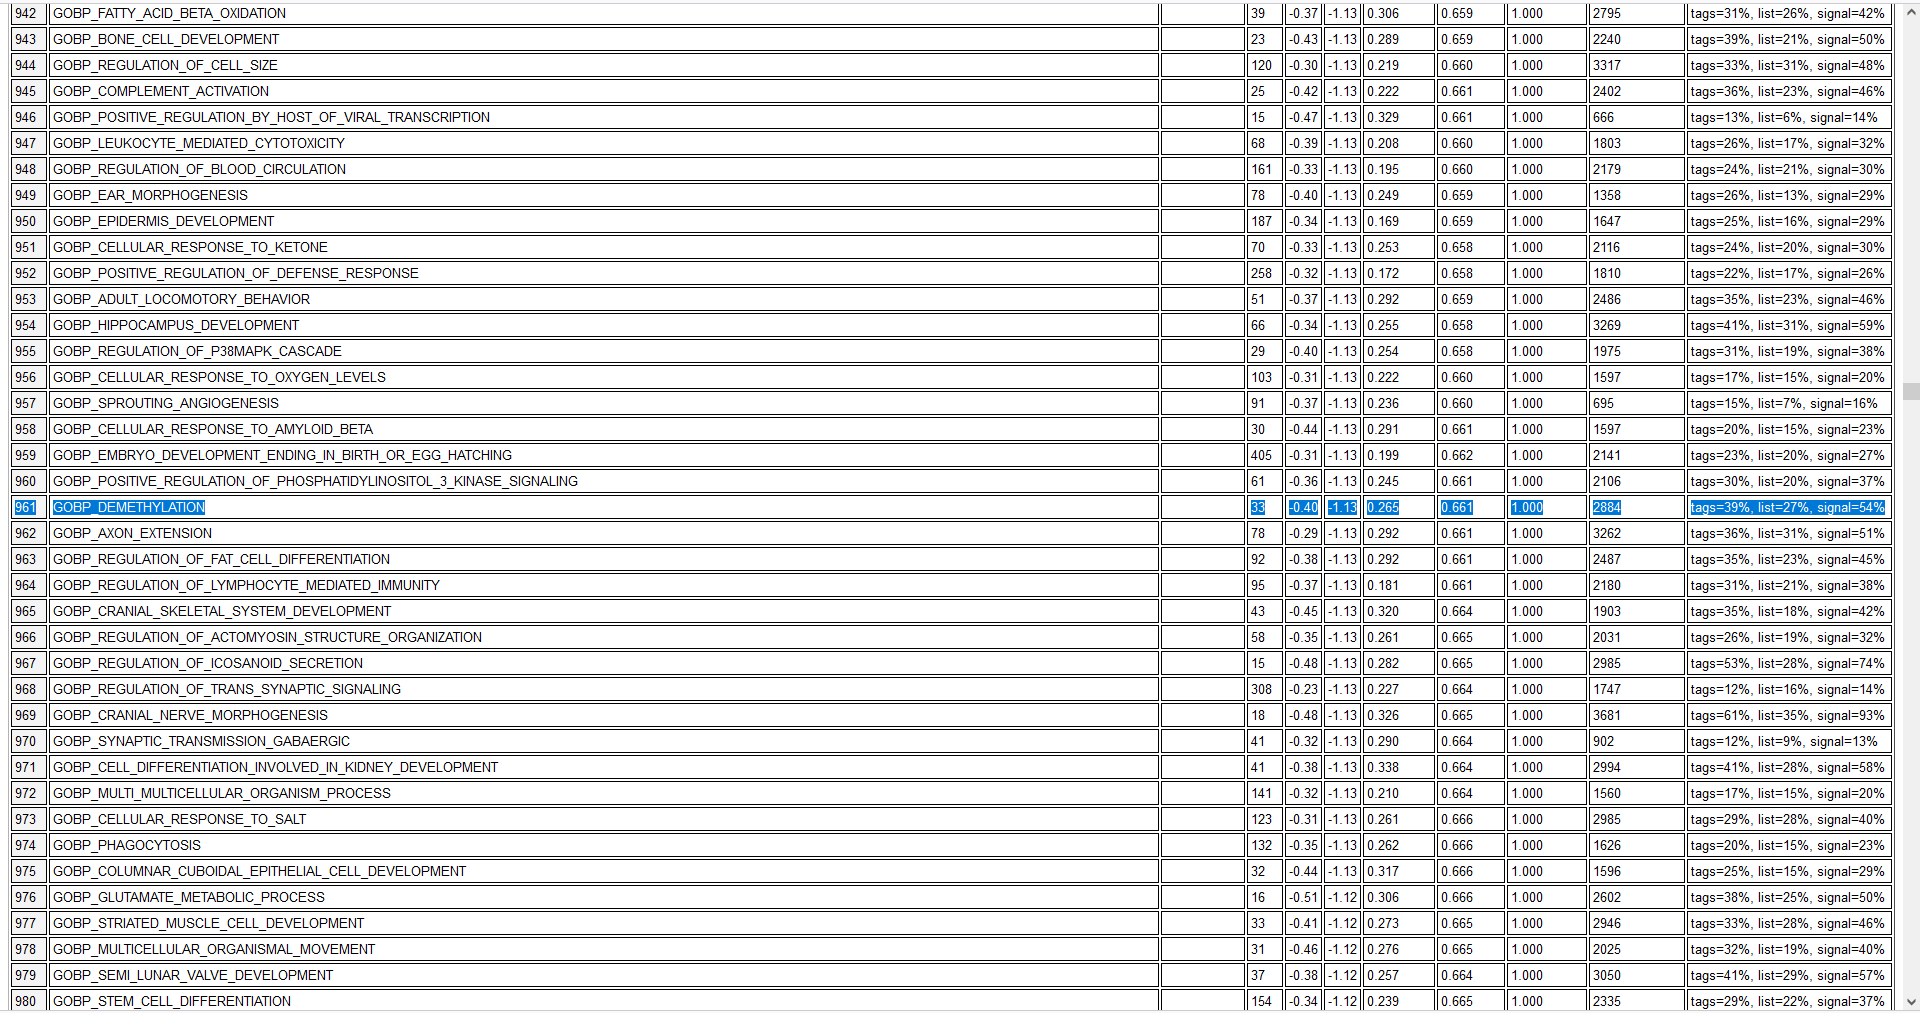 942 GOBP_FATTY_ACID_BETA_OXIDATION 39 -0.37 -1.13 0.306 0.659 1.000 2795 tags=31%, list=26%, signal=42%
943 GOBP_BONE_CELL_DEVELOPMENT 23 -0.43 -1.13 0.289 0.659 1.000 2240 tags=39%, list=21%, signal=50%
944 GOBP_REGULATION_OF_CELL_SIZE 120 -0.30 -1.13 0.219 0.660 1.000 3317 tags=33%, list=31%, signal=48%
945 GOBP_COMPLEMENT_ACTIVATION 25 -0.42 -1.13 0.222 0.661 1.000 2402 tags=36%, list=23%, signal=46%
946 GOBP_POSITIVE_REGULATION_BY_HOST_OF_VIRAL_TRANSCRIPTION 15 -0.47 -1.13 0.329 0.661 1.000 666 tags=13%, list=6%, signal=14%
947 GOBP_LEUKOCYTE_MEDIATED_CYTOTOXICITY 68 -0.39 -1.13 0.208 0.660 1.000 1803 tags=26%, list=17%, signal=32%
948 GOBP_REGULATION_OF_BLOOD_CIRCULATION 161 -0.33 -1.13 0.195 0.660 1.000 2179 tags=24%, list=21%, signal=30%
949 GOBP_EAR_MORPHOGENESIS 78 -0.40 -1.13 0.249 0.659 1.000 1358 tags=26%, list=13%, signal=29%
950 GOBP_EPIDERMIS_DEVELOPMENT 187 -0.34 -1.13 0.169 0.659 1.000 1647 tags=25%, list=16%, signal=29%
951 GOBP_CELLULAR_RESPONSE_TO_KETONE 70 -0.33 -1.13 0.253 0.658 1.000 2116 tags=24%, list=20%, signal=30%
952 GOBP_POSITIVE_REGULATION_OF_DEFENSE_RESPONSE 258 -0.32 -1.13 0.172 0.658 1.000 1810 tags=22%, list=17%, signal=26%
953 GOBP_ADULT_LOCOMOTORY_BEHAVIOR 51 -0.37 -1.13 0.292 0.659 1.000 2486 tags=35%, list=23%, signal=46%
954 GOBP_HIPPOCAMPUS_DEVELOPMENT 66 -0.34 -1.13 0.255 0.658 1.000 3269 tags=41%, list=31%, signal=59%
955 GOBP_REGULATION_OF_P38MAPK_CASCADE 29 -0.40 -1.13 0.254 0.658 1.000 1975 tags=31%, list=19%, signal=38%
956 GOBP_CELLULAR_RESPONSE_TO_OXYGEN_LEVELS 103 -0.31 -1.13 0.222 0.660 1.000 1597 tags=17%, list=15%, signal=20%
957 GOBP_SPROUTING_ANGIOGENESIS 91 -0.37 -1.13 0.236 0.660 1.000 695 tags=15%, list=7%, signal=16%
958 GOBP_CELLULAR_RESPONSE_TO_AMYLOID_BETA 30 -0.44 -1.13 0.291 0.661 1.000 1597 tags=20%, list=15%, signal=23%
959 GOBP_EMBRYO_DEVELOPMENT_ENDING_IN_BIRTH_OR_EGG_HATCHING 405 -0.31 -1.13 0.199 0.662 1.000 2141 tags=23%, list=20%, signal=27%
960 GOBP_POSITIVE_REGULATION_OF_PHOSPHATIDYLINOSITOL_3_KINASE_SIGNALING 61 -0.36 -1.13 0.245 0.661 1.000 2106 tags=30%, list=20%, signal=37%
961 GOBP_DEMETHYLATION 33 -0.40 -1.13 0.265 0.661 1.000 2884 tags=39%, list=27%, signal=54%
962 GOBP_AXON_EXTENSION 78 -0.29 -1.13 0.292 0.661 1.000 3262 tags=36%, list=31%, signal=51%
963 GOBP_REGULATION_OF_FAT_CELL_DIFFERENTIATION 92 -0.38 -1.13 0.292 0.661 1.000 2487 tags=35%, list=23%, signal=45%
964 GOBP_REGULATION_OF_LYMPHOCYTE_MEDIATED_IMMUNITY 95 -0.37 -1.13 0.181 0.661 1.000 2180 tags=31%, list=21%, signal=38%
965 GOBP_CRANIAL_SKELETAL_SYSTEM_DEVELOPMENT 43 -0.45 -1.13 0.320 0.664 1.000 1903 tags=35%, list=18%, signal=42%
966 GOBP_REGULATION_OF_ACTOMYOSIN_STRUCTURE_ORGANIZATION 58 -0.35 -1.13 0.261 0.665 1.000 2031 tags=26%, list=19%, signal=32%
967 GOBP_REGULATION_OF_ICOSANOID_SECRETION 15 -0.48 -1.13 0.282 0.665 1.000 2985 tags=53%, list=28%, signal=74%
968 GOBP_REGULATION_OF_TRANS_SYNAPTIC_SIGNALING 308 -0.23 -1.13 0.227 0.664 1.000 1747 tags=12%, list=16%, signal=14%
969 GOBP_CRANIAL_NERVE_MORPHOGENESIS 18 -0.48 -1.13 0.326 0.665 1.000 3681 tags=61%, list=35%, signal=93%
970 GOBP_SYNAPTIC_TRANSMISSION_GABAERGIC 41 -0.32 -1.13 0.290 0.664 1.000 902 tags=12%, list=9%, signal=13%
971 GOBP_CELL_DIFFERENTIATION_INVOLVED_IN_KIDNEY_DEVELOPMENT 41 -0.38 -1.13 0.338 0.664 1.000 2994 tags=41%, list=28%, signal=58%
972 GOBP_MULTI_MULTICELLULAR_ORGANISM_PROCESS 141 -0.32 -1.13 0.210 0.664 1.000 1560 tags=17%, list=15%, signal=20%
973 GOBP_CELLULAR_RESPONSE_TO_SALT 123 -0.31 -1.13 0.261 0.666 1.000 2985 tags=29%, list=28%, signal=40%
974 GOBP_PHAGOCYTOSIS 132 -0.35 -1.13 0.262 0.666 1.000 1626 tags=20%, list=15%, signal=23%
975 GOBP_COLUMNAR_CUBOIDAL_EPITHELIAL_CELL_DEVELOPMENT 32 -0.44 -1.13 0.317 0.666 1.000 1596 tags=25%, list=15%, signal=29%
976 GOBP_GLUTAMATE_METABOLIC_PROCESS 16 -0.51 -1.12 0.306 0.666 1.000 2602 tags=38%, list=25%, signal=50%
977 GOBP_STRIATED_MUSCLE_CELL_DEVELOPMENT 33 -0.41 -1.12 0.273 0.665 1.000 2946 tags=33%, list=28%, signal=46%
978 GOBP_MULTICELLULAR_ORGANISMAL_MOVEMENT 31 -0.46 -1.12 0.276 0.665 1.000 2025 tags=32%, list=19%, signal=40%
979 GOBP_SEMI_LUNAR_VALVE_DEVELOPMENT 37 -0.38 -1.12 0.257 0.664 1.000 3050 tags=41%, list=29%, signal=57%
980 GOBP_STEM_CELL_DIFFERENTIATION 154 -0.34 -1.12 0.239 0.665 1.000 2335 tags=29%, list=22%, signal=37%